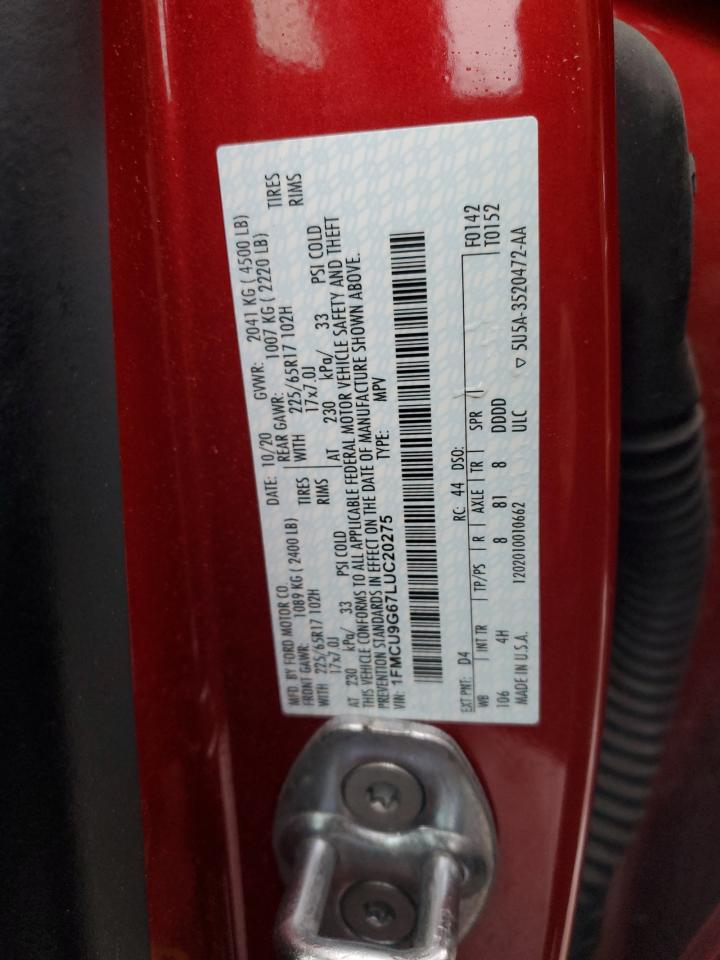 MFD. BY FORD MOTOR CO. DATE: 10/20 GVWR: 2041 KG ( 4500 LB)
FRONT GAWR: 1089 KG ( 2400 LB) REAR GAWR: 1007 KG ( 2220 LB)
WITH 225/65R17 102H TIRES WITH 225/65R17 102H TIRES
17x7.0J RIMS 17x7.0J RIMS
AT 230 kPa/ 33 PSI COLD AT 230 kPa/ 33 PSI COLD
THIS VEHICLE CONFORMS TO ALL APPLICABLE FEDERAL MOTOR VEHICLE SAFETY AND THEFT
PREVENTION STANDARDS IN EFFECT ON THE DATE OF MANUFACTURE SHOWN ABOVE.
VIN: 1FMCU9G67LUC20275 TYPE: MPV
EXT PNT: D4 RC: 44 DSO: F0142
WB INT TR TP/PS R AXLE TR SPR T0152
106 4H 8 81 8 DDDD
MADE IN U.S.A. 1202010010662 ULC ▽ 5U5A-3520472-AA